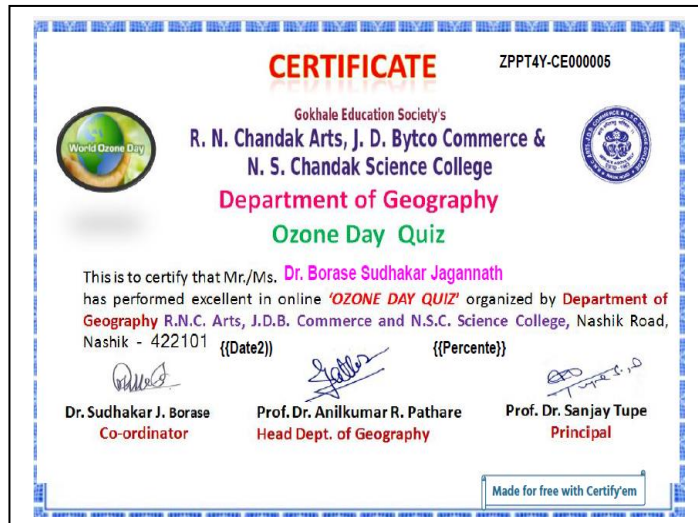 CERTIFICATE
ZPPT4Y-CE000005
Gokhale Education Society's
R. N. Chandak Arts, J. D. Bytco Commerce &
N. S. Chandak Science College
World Ozone Day
Department of Geography
Ozone Day Quiz
This is to certify that Mr./Ms. Dr. Borase Sudhakar Jagannath
has performed excellent in online 'OZONE DAY QUIZ' organized by Department of
Geography R.N.C. Arts, J.D.B. Commerce and N.S.C. Science College, Nashik Road,
Nashik - 422101 {{Date2)) {{Percente}}
Dr. Sudhakar J. Borase Prof. Dr. Anilkumar R. Pathare Prof. Dr. Sanjay Tupe
Co-ordinator Head Dept. of Geography Principal
Made for free with Certify'em